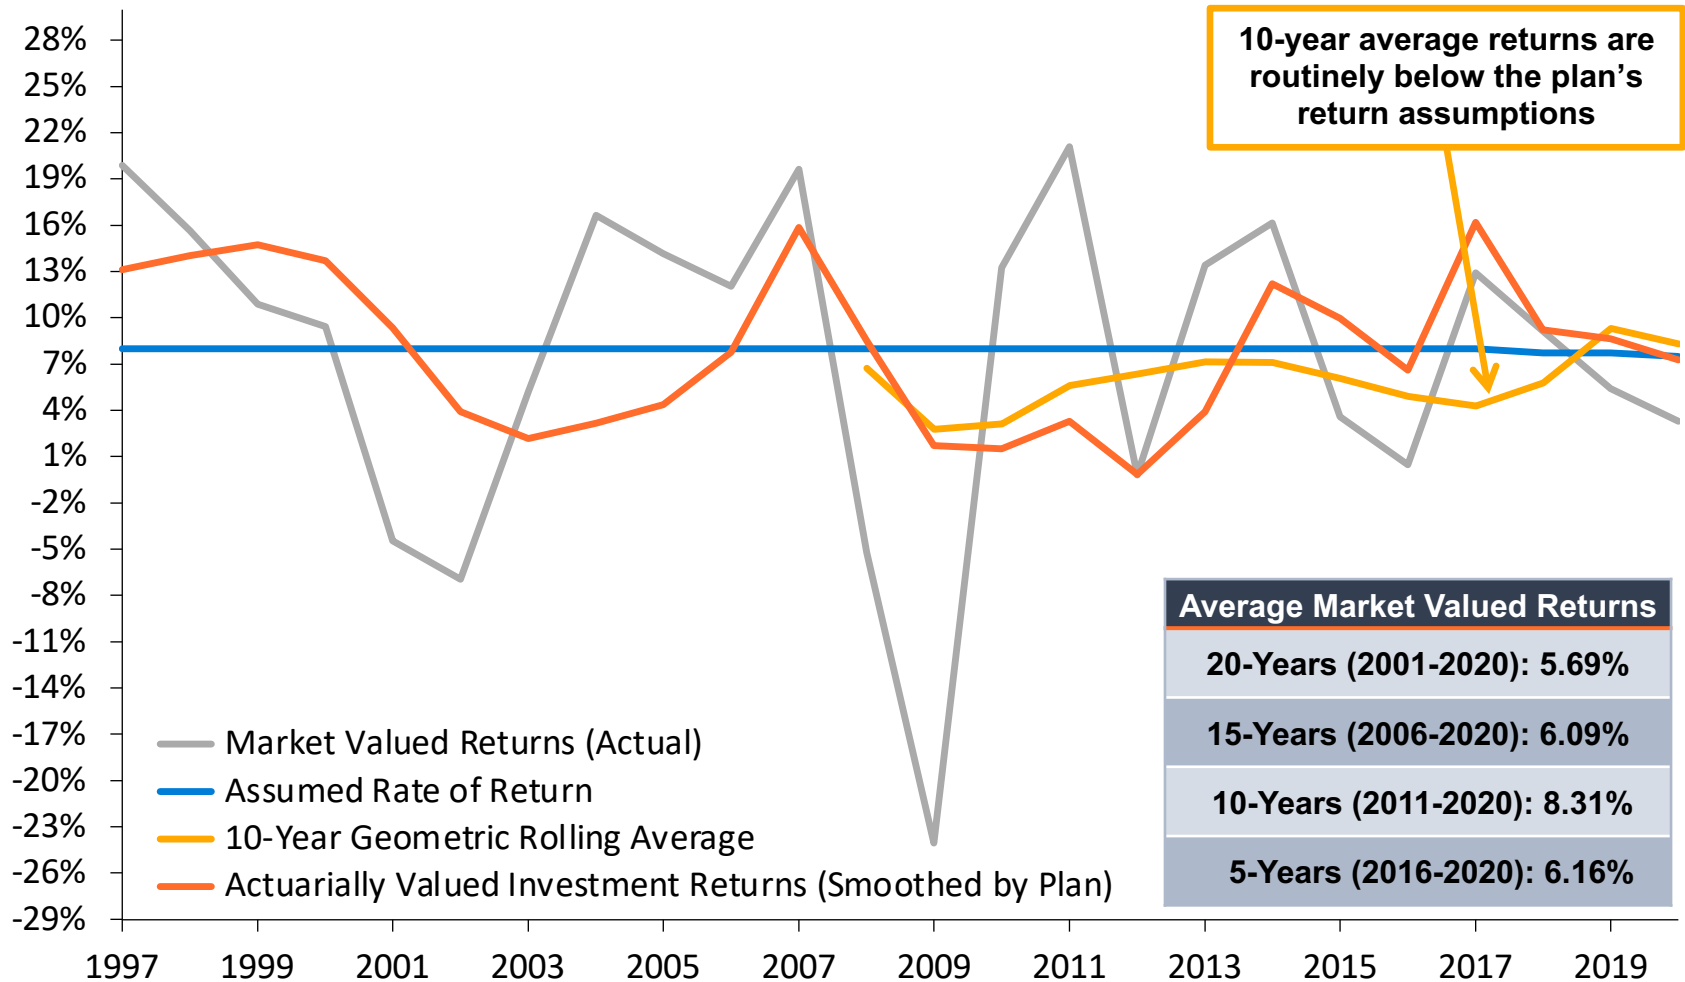 28%
25%
22%
19%
16%
13%
10%
7%
4%
1%
-2%
-5%
-8%
-11%
-14%
-17%
-20%
-23%
-26%
-29%
10-year average returns are
routinely below the plan’s
return assumptions
Market Valued Returns (Actual)
Assumed Rate of Return
10-Year Geometric Rolling Average
Actuarially Valued Investment Returns (Smoothed by Plan)
Average Market Valued Returns
20-Years (2001-2020): 5.69%
15-Years (2006-2020): 6.09%
10-Years (2011-2020): 8.31%
5-Years (2016-2020): 6.16%
1997 1999 2001 2003 2005 2007 2009 2011 2013 2015 2017 2019